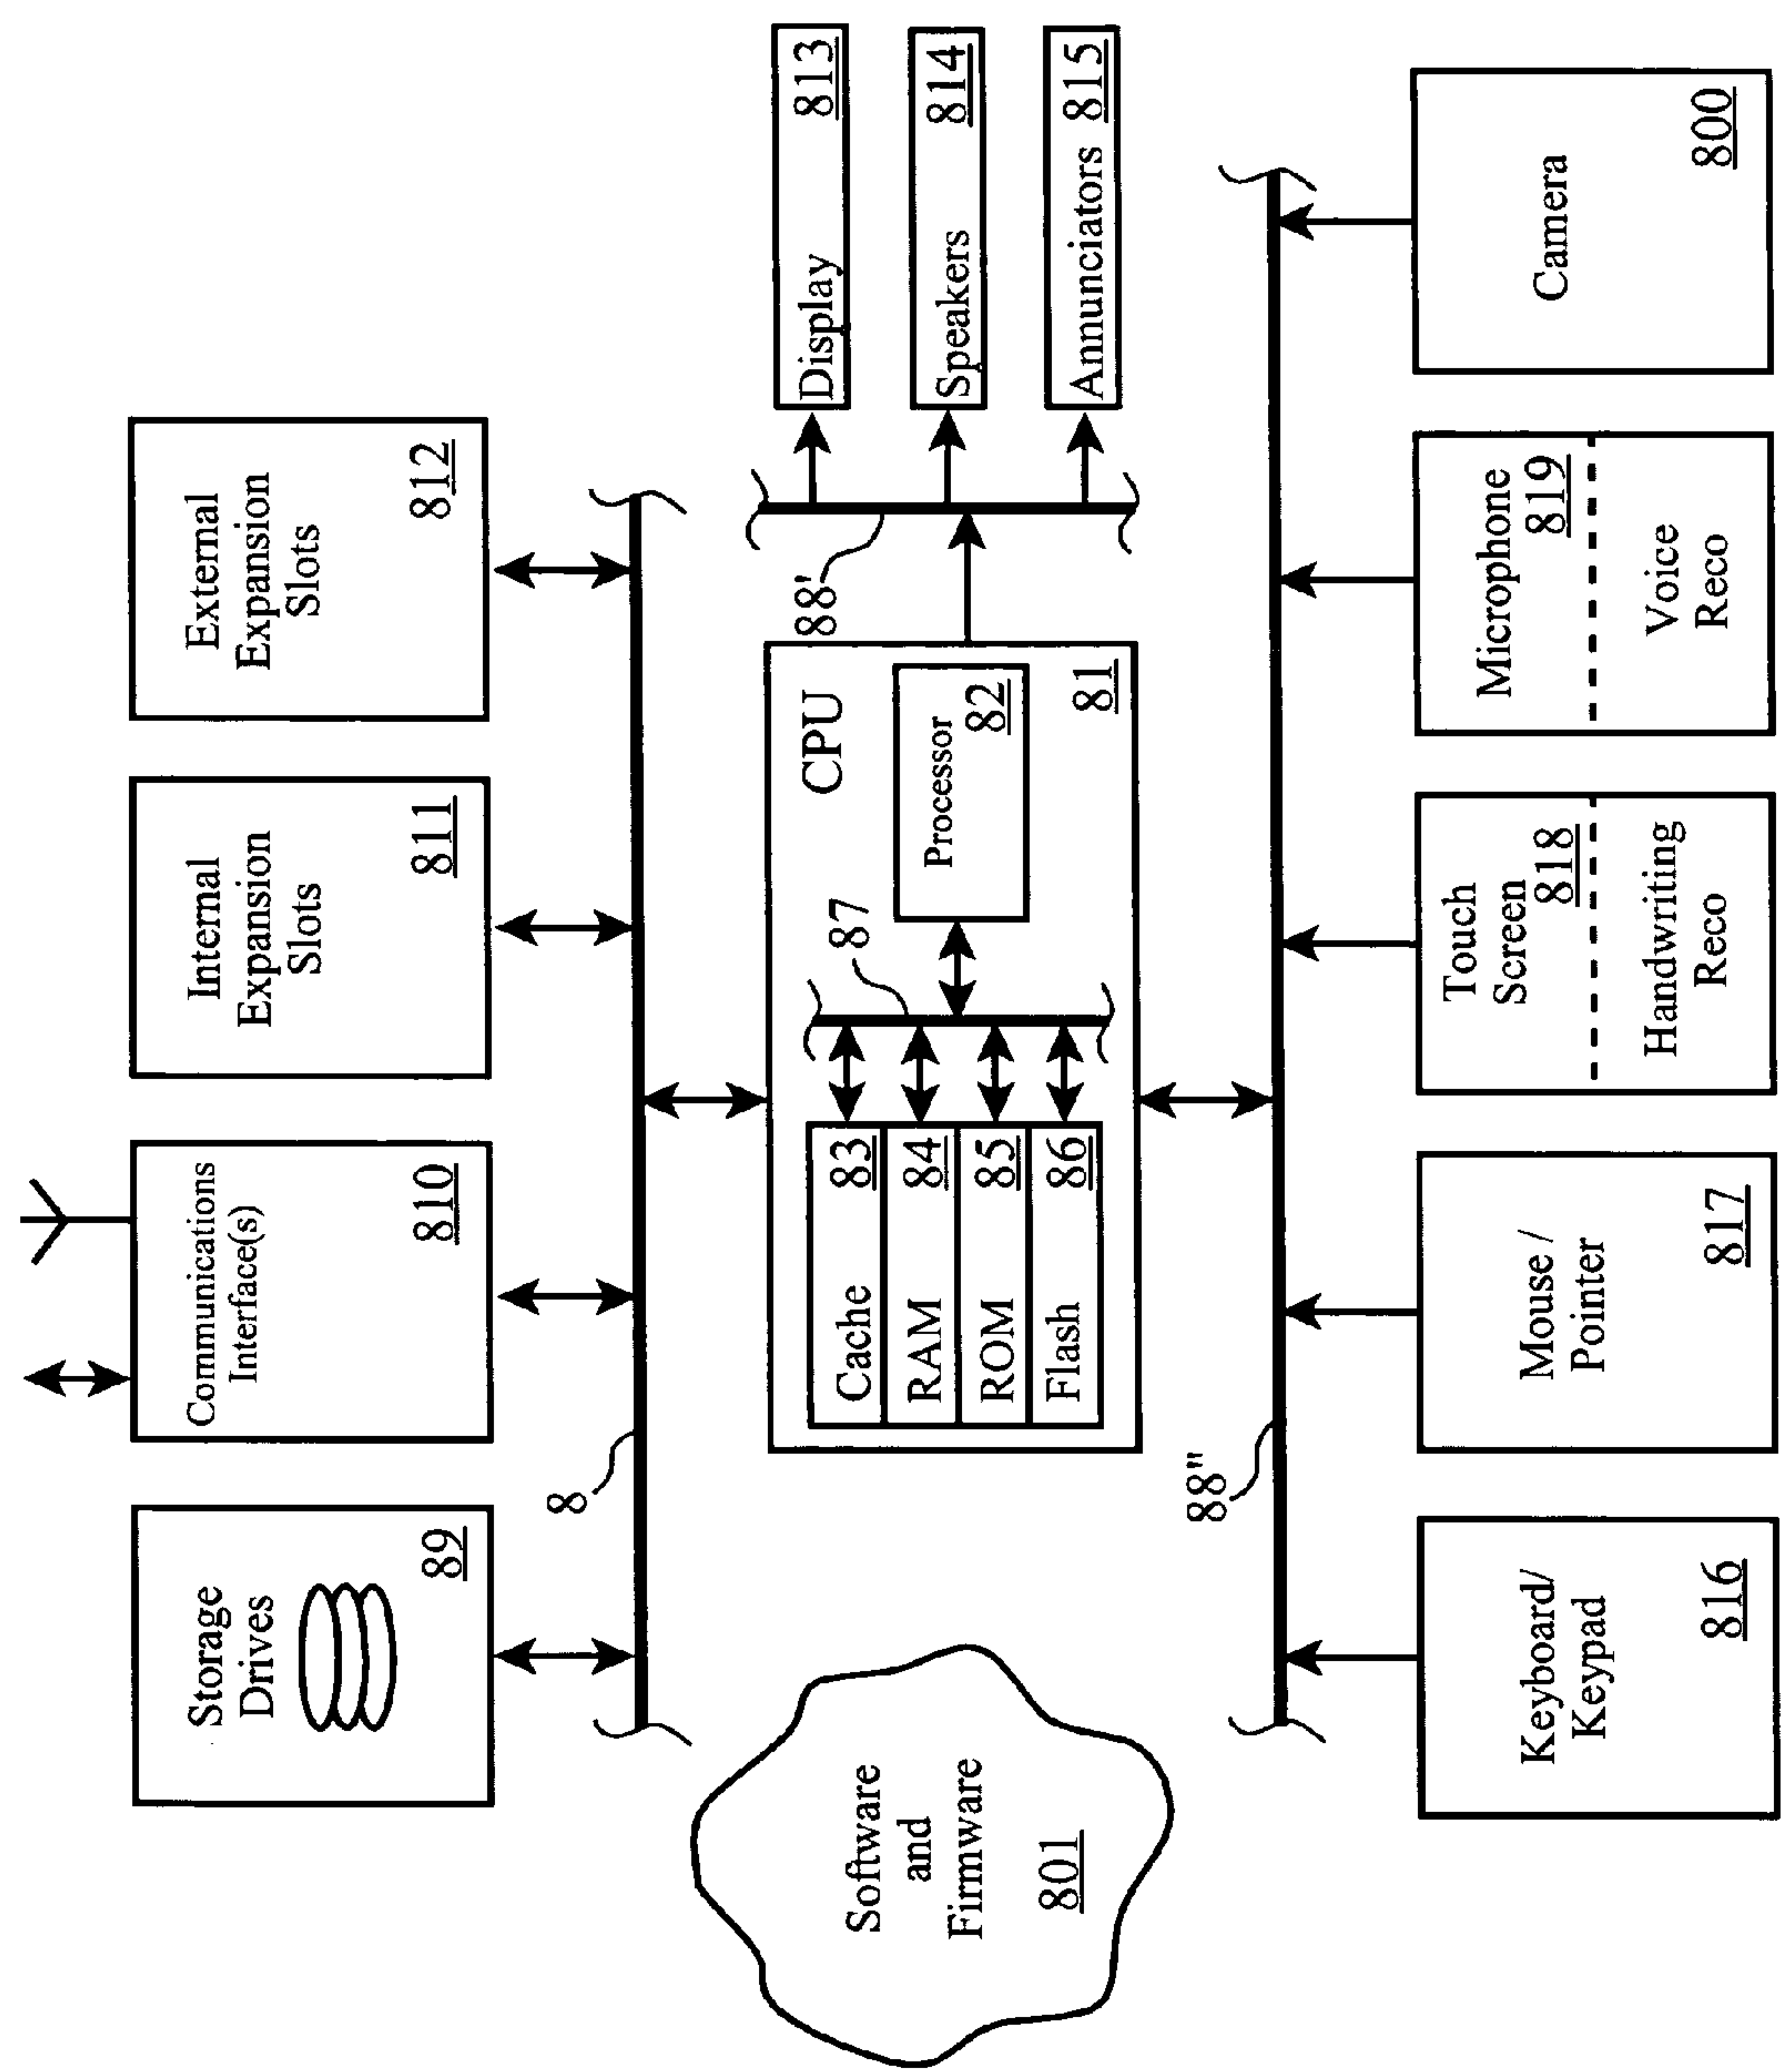 Storage
Drives
89
Communications
Interface(s)
810
Internal
Expansion
Slots
811
External
Expansion
Slots
812
8
Software
and
Firmware
801
CPU
81
Cache 83
RAM 84
ROM 85
Flash 86
87
Processor
82
88'
Display 813
Speakers 814
Annunciators 815
88"
Keyboard/
Keypad
816
Mouse /
Pointer
817
Touch
Screen
818
Handwriting
Reco
Microphone
819
Voice
Reco
Camera
800